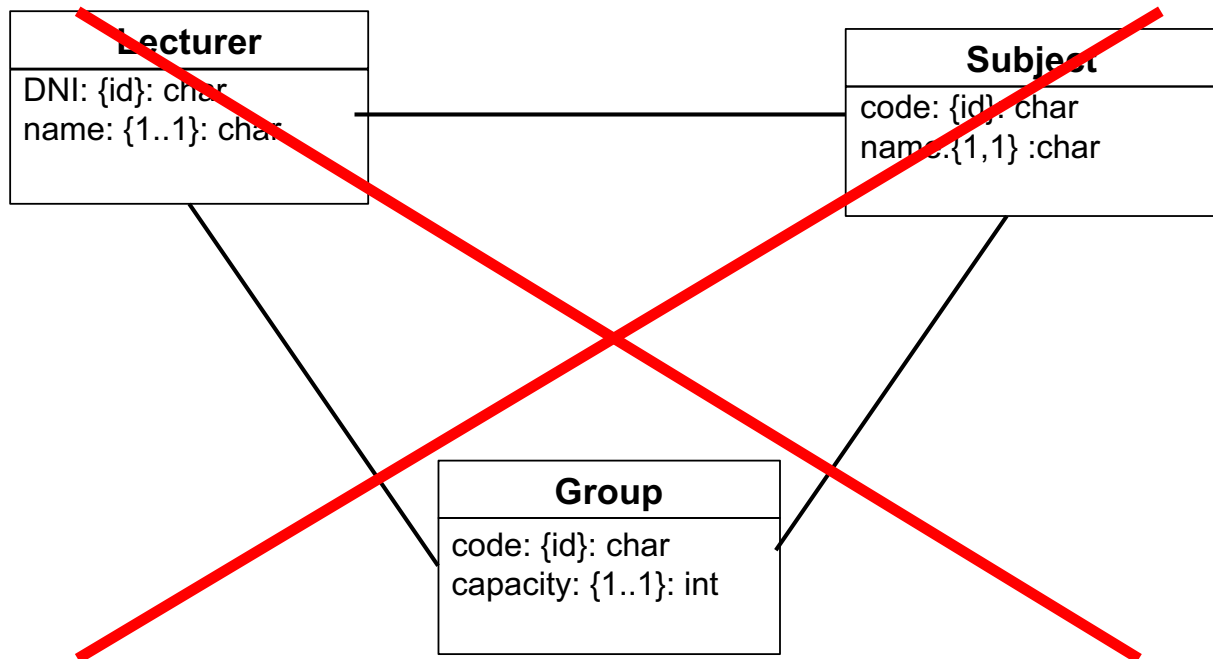 Lecturer
DNI: {id}: char
name: {1..1}: char
Subject
code: {id}: char
name:{1,1} :char
Group
code: {id}: char
capacity: {1..1}: int